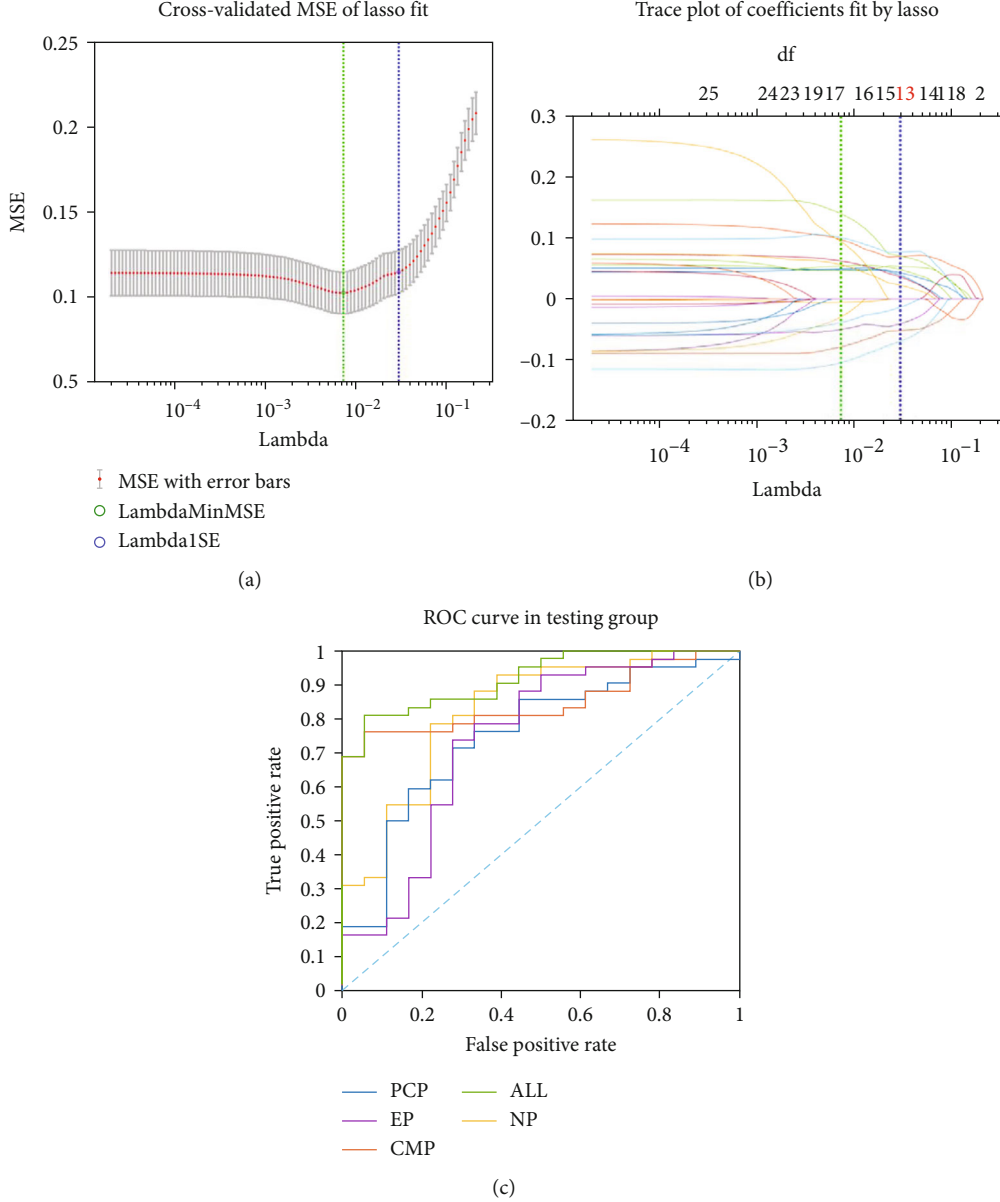 Cross-validated MSE of lasso fit
0.25
0.2
0.15
0.1
0.5
MSE
10⁻⁴ 10⁻³ 10⁻² 10⁻¹
Lambda
MSE with error bars
LambdaMinMSE
Lambda1SE
(a)
Trace plot of coefficients fit by lasso
df
25 24 23 19 17 16 15 13 14 11 8 2
0.3
0.2
0.1
0
−0.1
−0.2
10⁻⁴ 10⁻³ 10⁻² 10⁻¹
Lambda
(b)
ROC curve in testing group
1
0.9
0.8
0.7
0.6
0.5
0.4
0.3
0.2
0.1
0
True positive rate
0 0.2 0.4 0.6 0.8 1
False positive rate
PCP ALL
EP NP
CMP
(c)